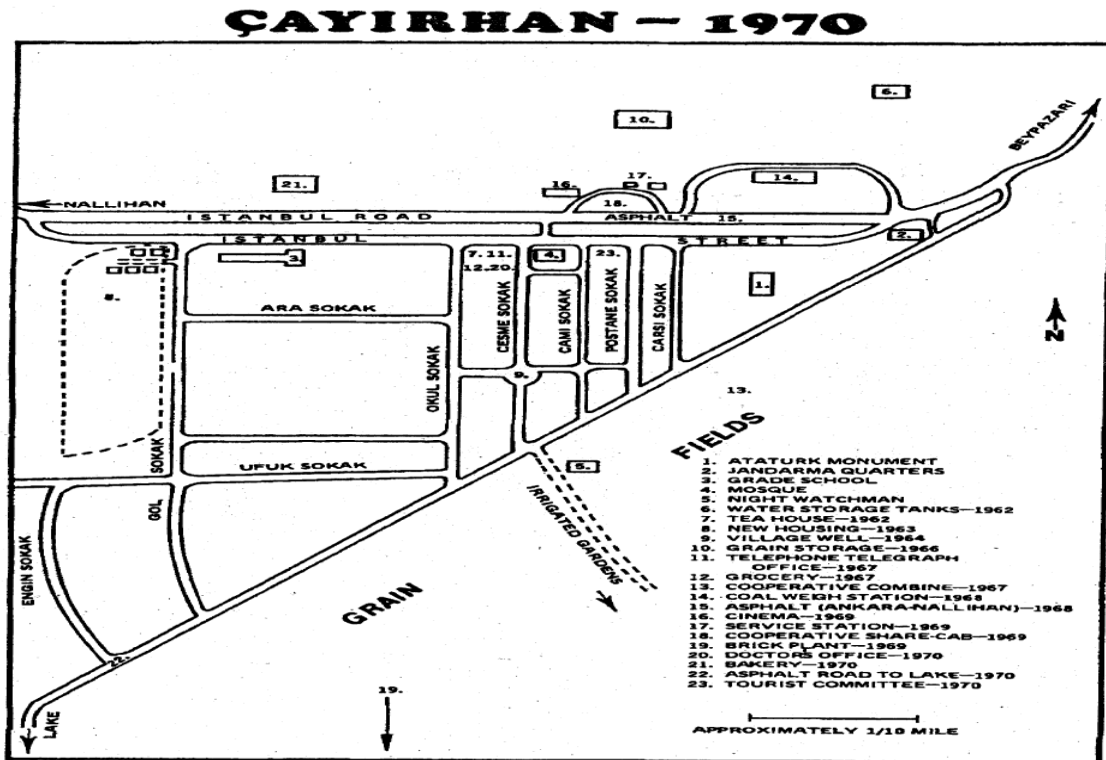 ÇAYIRHAN — 1970
6.
10.
BEYPAZARI
21.
16.
17.
14.
18.
NALLIHAN
ISTANBUL ROAD
ASPHALT 15.
ISTANBUL
STREET
2.
3.
7. 11.
12. 20.
4.
23.
1.
8.
ARA SOKAK
CESME SOKAK
CAMI SOKAK
POSTANE SOKAK
CARSI SOKAK
N
OKUL SOKAK
9.
13.
FIELDS
GOL SOKAK
UFUK SOKAK
5.
IRRIGATED GARDENS
ENGIN SOKAK
GRAIN
22.
LAKE
19.
1. ATATURK MONUMENT
2. JANDARMA QUARTERS
3. GRADE SCHOOL
4. MOSQUE
5. NIGHT WATCHMAN
6. WATER STORAGE TANKS—1962
7. TEA HOUSE—1962
8. NEW HOUSING—1963
9. VILLAGE WELL—1964
10. GRAIN STORAGE—1966
11. TELEPHONE TELEGRAPH
OFFICE—1967
12. GROCERY—1967
13. COOPERATIVE COMBINE—1967
14. COAL WEIGH STATION—1968
15. ASPHALT (ANKARA-NALLIHAN)—1968
16. CINEMA—1969
17. SERVICE STATION—1969
18. COOPERATIVE SHARE-CAB—1969
19. BRICK PLANT—1969
20. DOCTORS OFFICE—1970
21. BAKERY—1970
22. ASPHALT ROAD TO LAKE—1970
23. TOURIST COMMITTEE—1970
APPROXIMATELY 1/10 MILE